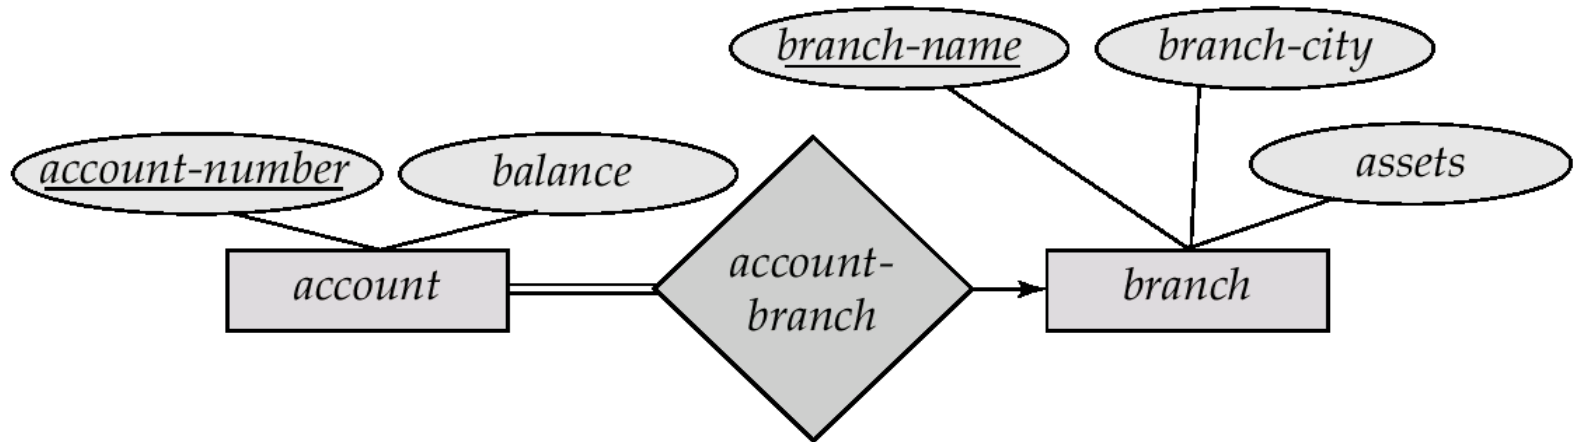 branch-name
branch-city
account-number
balance
assets
account
account-
branch
branch